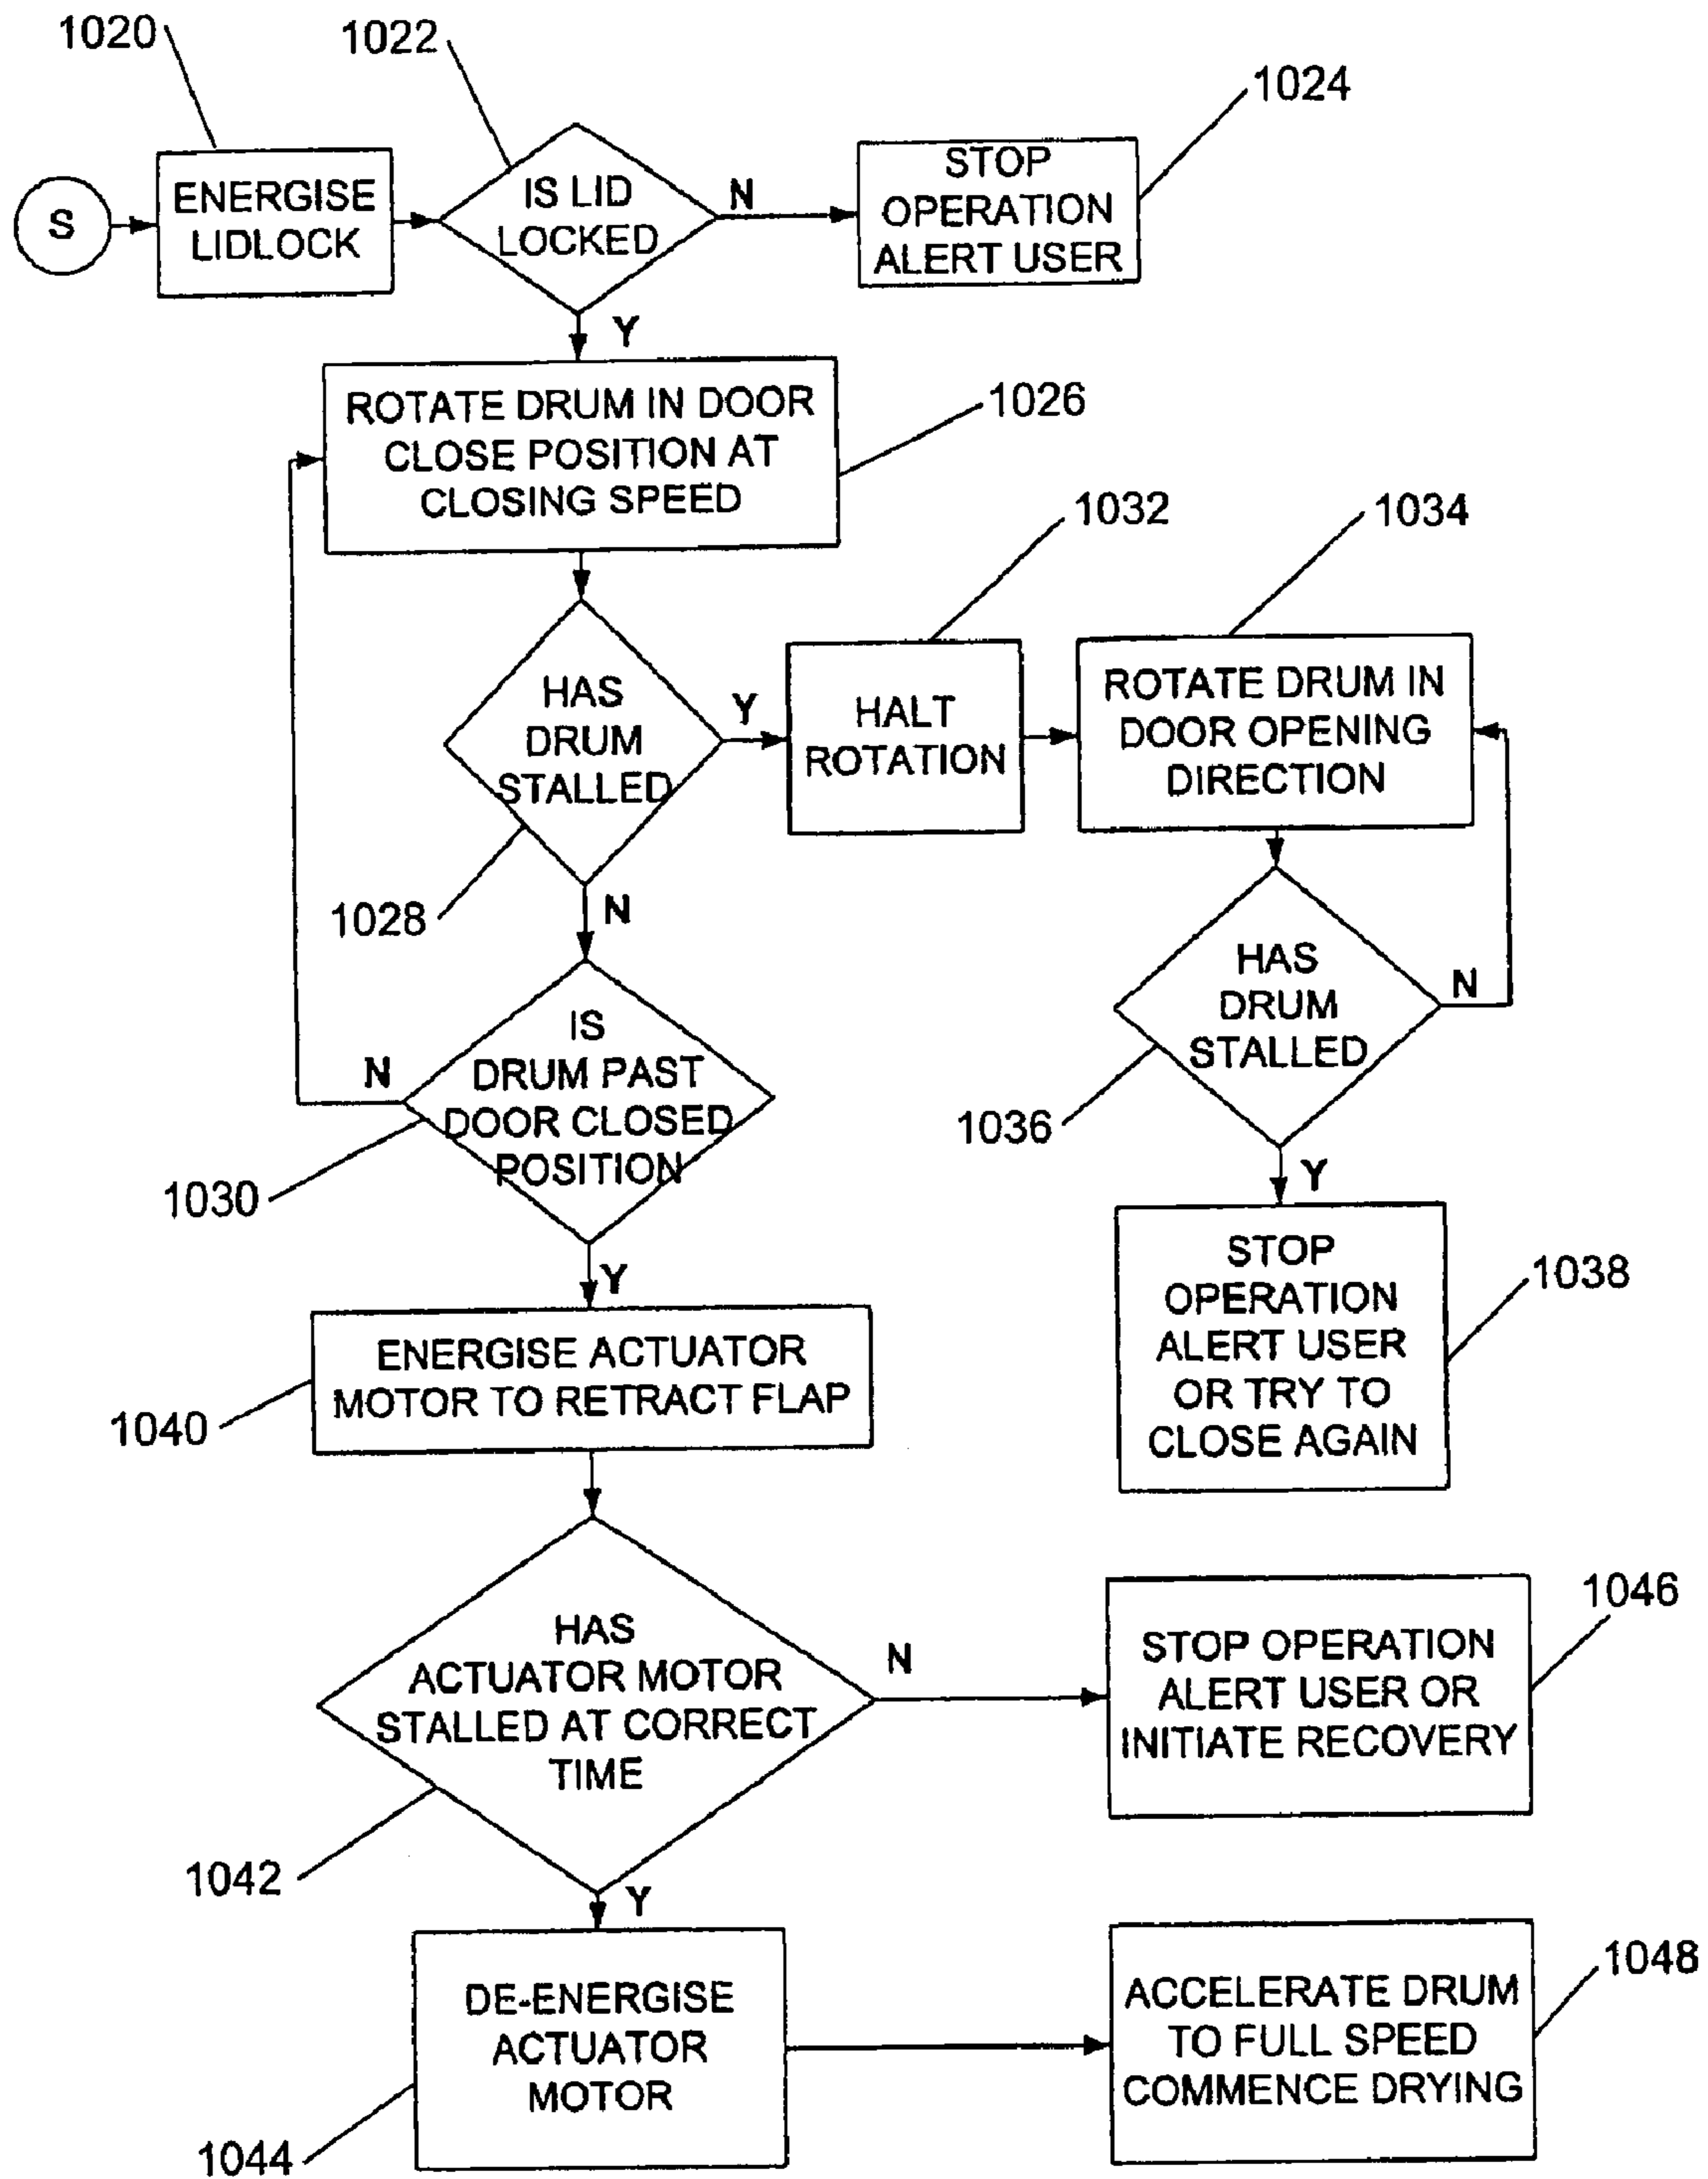 1020
1022
1024
S
ENERGISE
LIDLOCK
IS LID
LOCKED
N
STOP
OPERATION
ALERT USER
Y
ROTATE DRUM IN DOOR
CLOSE POSITION AT
CLOSING SPEED
1026
1032
1034
HAS
DRUM
STALLED
Y
HALT
ROTATION
ROTATE DRUM IN
DOOR OPENING
DIRECTION
1028
N
HAS
DRUM
STALLED
N
1036
Y
IS
DRUM PAST
DOOR CLOSED
POSITION
N
1030
Y
STOP
OPERATION
ALERT USER
OR TRY TO
CLOSE AGAIN
1038
ENERGISE ACTUATOR
MOTOR TO RETRACT FLAP
1040
HAS
ACTUATOR MOTOR
STALLED AT CORRECT
TIME
N
1046
STOP OPERATION
ALERT USER OR
INITIATE RECOVERY
1042
Y
DE-ENERGISE
ACTUATOR
MOTOR
1044
ACCELERATE DRUM
TO FULL SPEED
COMMENCE DRYING
1048